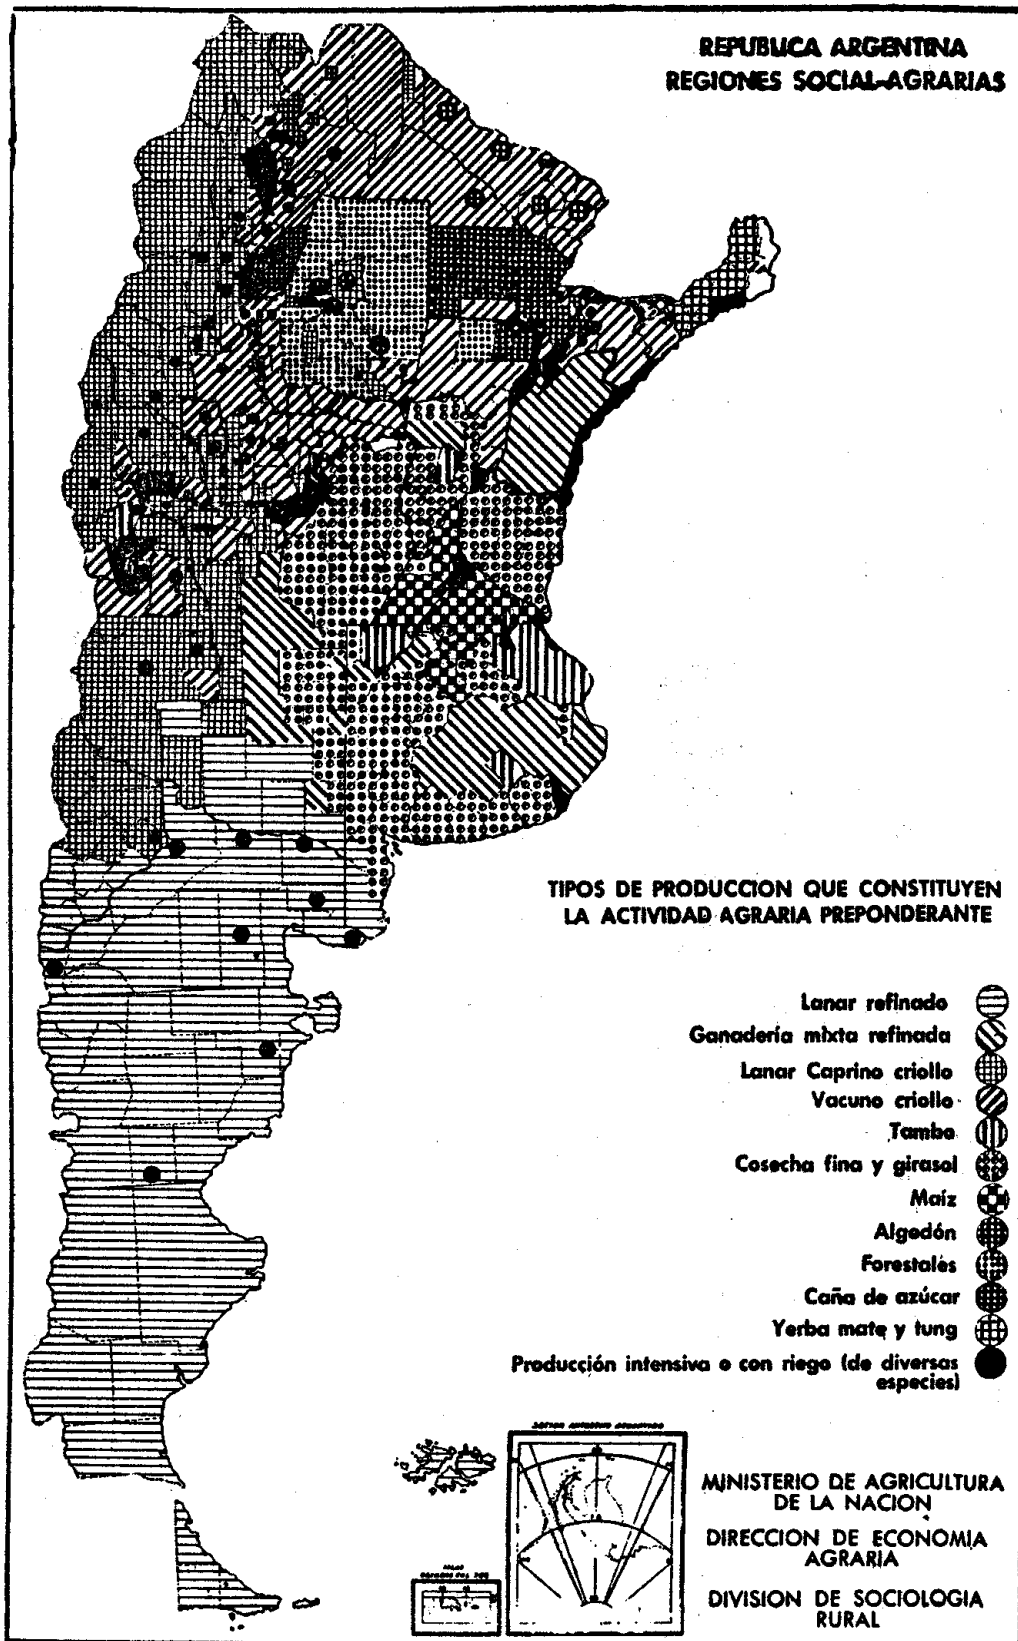 REPUBLICA ARGENTINA
REGIONES SOCIAL-AGRARIAS
TIPOS DE PRODUCCION QUE CONSTITUYEN
LA ACTIVIDAD AGRARIA PREPONDERANTE
Lanar refinado
Ganadería mixta refinada
Lanar Caprino criollo
Vacuno criollo
Tambo
Cosecha fina y girasol
Maíz
Algodón
Forestales
Caña de azúcar
Yerba mate y tung
Producción intensiva o con riego (de diversas
especies)
MINISTERIO DE AGRICULTURA
DE LA NACION
DIRECCION DE ECONOMIA
AGRARIA
DIVISION DE SOCIOLOGIA
RURAL